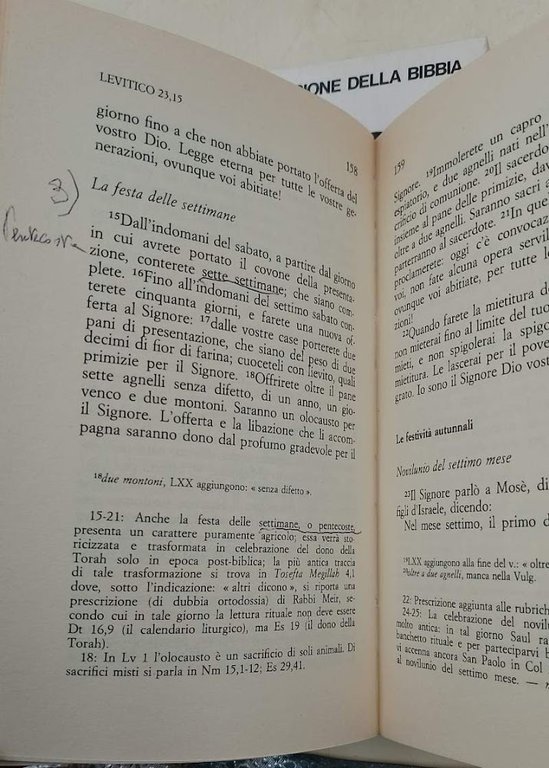 IONE DELLA BIBBIA
LEVITICO 23,15
158
giorno fino a che non abbiate portato l'offerta del
vostro Dio. Legge eterna per tutte le vostre ge-
nerazioni, ovunque voi abitiate!
3)
La festa delle settimane
Pentecoste
15Dall'indomani del sabato, a partire dal giorno
in cui avrete portato il covone della presenta-
zione, conterete sette settimane; che siano com-
plete. 16Fino all'indomani del settimo sabato con-
terete cinquanta giorni, e farete una nuova of-
ferta al Signore: 17dalle vostre case porterete due
pani di presentazione, che siano del peso di due
decimi di fior di farina; cuoceteli con lievito, quali
primizie per il Signore. 18Offrirete oltre il pane
sette agnelli senza difetto, di un anno, un gio-
venco e due montoni. Saranno un olocausto per
il Signore. L'offerta e la libazione che li accom-
pagna saranno dono dal profumo gradevole per il
18due montoni, LXX aggiungono: « senza difetto ».
15-21: Anche la festa delle settimane, o pentecoste,
presenta un carattere puramente agricolo; essa verrà sto-
ricizzata e trasformata in celebrazione del dono della
Torah solo in epoca post-biblica; la più antica traccia
di tale trasformazione si trova in Tosefta Megillah 4,1
dove, sotto l'indicazione: « altri dicono », si riporta una
prescrizione (di dubbia ortodossia) di Rabbi Meir, se-
condo cui in tale giorno la lettura rituale non deve essere
Dt 16,9 (il calendario liturgico), ma Es 19 (il dono della
Torah).
18: In Lv 1 l'olocausto è un sacrificio di soli animali. Di
sacrifici misti si parla in Nm 15,1-12; Es 29,41.
159
Signore. 19Immolerete un capro
espiatorio, e due agnelli nati nell'
crificio di comunione. 20Il sacerdo
insieme al pane delle primizie, dav
oltre a due agnelli. Saranno sacri
parterranno al sacerdote. 21In que
proclamerete: oggi c'è convocaz
voi, non fate alcuna opera servil
ovunque voi abitiate, per tutte le
zioni!
22Quando farete la mietitura de
non mieterai fino al limite del tuo
mieti, e non spigolerai la spigo
mietitura. Le lascerai per il pove
grato. Io sono il Signore Dio vost
Le festività autunnali
Novilunio del settimo mese
23Il Signore parlò a Mosè, di
figli d'Israele, dicendo:
Nel mese settimo, il primo d
19LXX aggiungono alla fine del v.: « oltre
20oltre a due agnelli, manca nella Vulg.
22: Prescrizione aggiunta alle rubriche
24-25: La celebrazione del novilu
molto antica: in tal giorno Saul ra
banchetto rituale e per parteciparvi b
vi accenna ancora San Paolo in Col
al novilunio del settimo mese. —